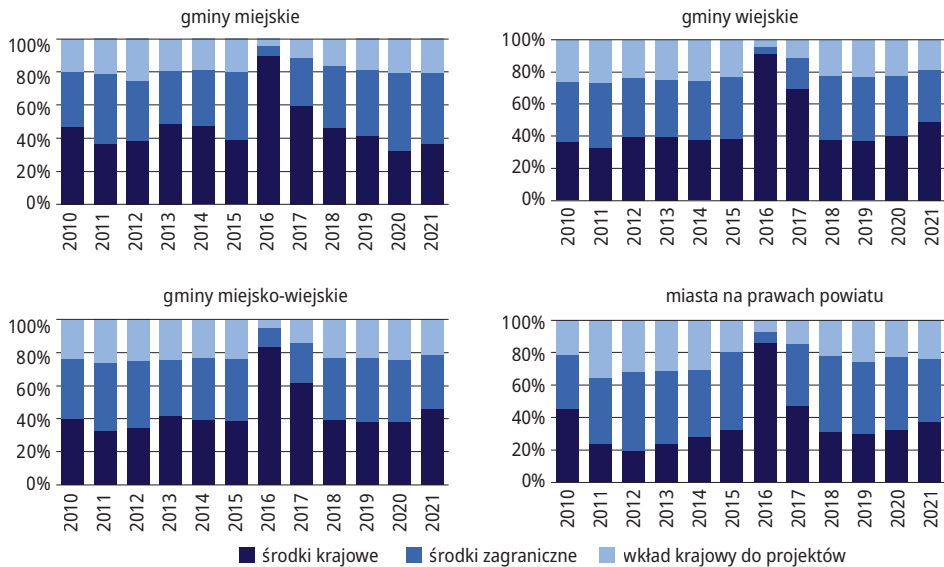 gminy miejskie
100%
80%
60%
40%
20%
0%
2010 2011 2012 2013 2014 2015 2016 2017 2018 2019 2020 2021
gminy wiejskie
100%
80%
60%
40%
20%
0%
2010 2011 2012 2013 2014 2015 2016 2017 2018 2019 2020 2021
gminy miejsko-wiejskie
100%
80%
60%
40%
20%
0%
2010 2011 2012 2013 2014 2015 2016 2017 2018 2019 2020 2021
miasta na prawach powiatu
100%
80%
60%
40%
20%
0%
2010 2011 2012 2013 2014 2015 2016 2017 2018 2019 2020 2021
środki krajowe środki zagraniczne wkład krajowy do projektów